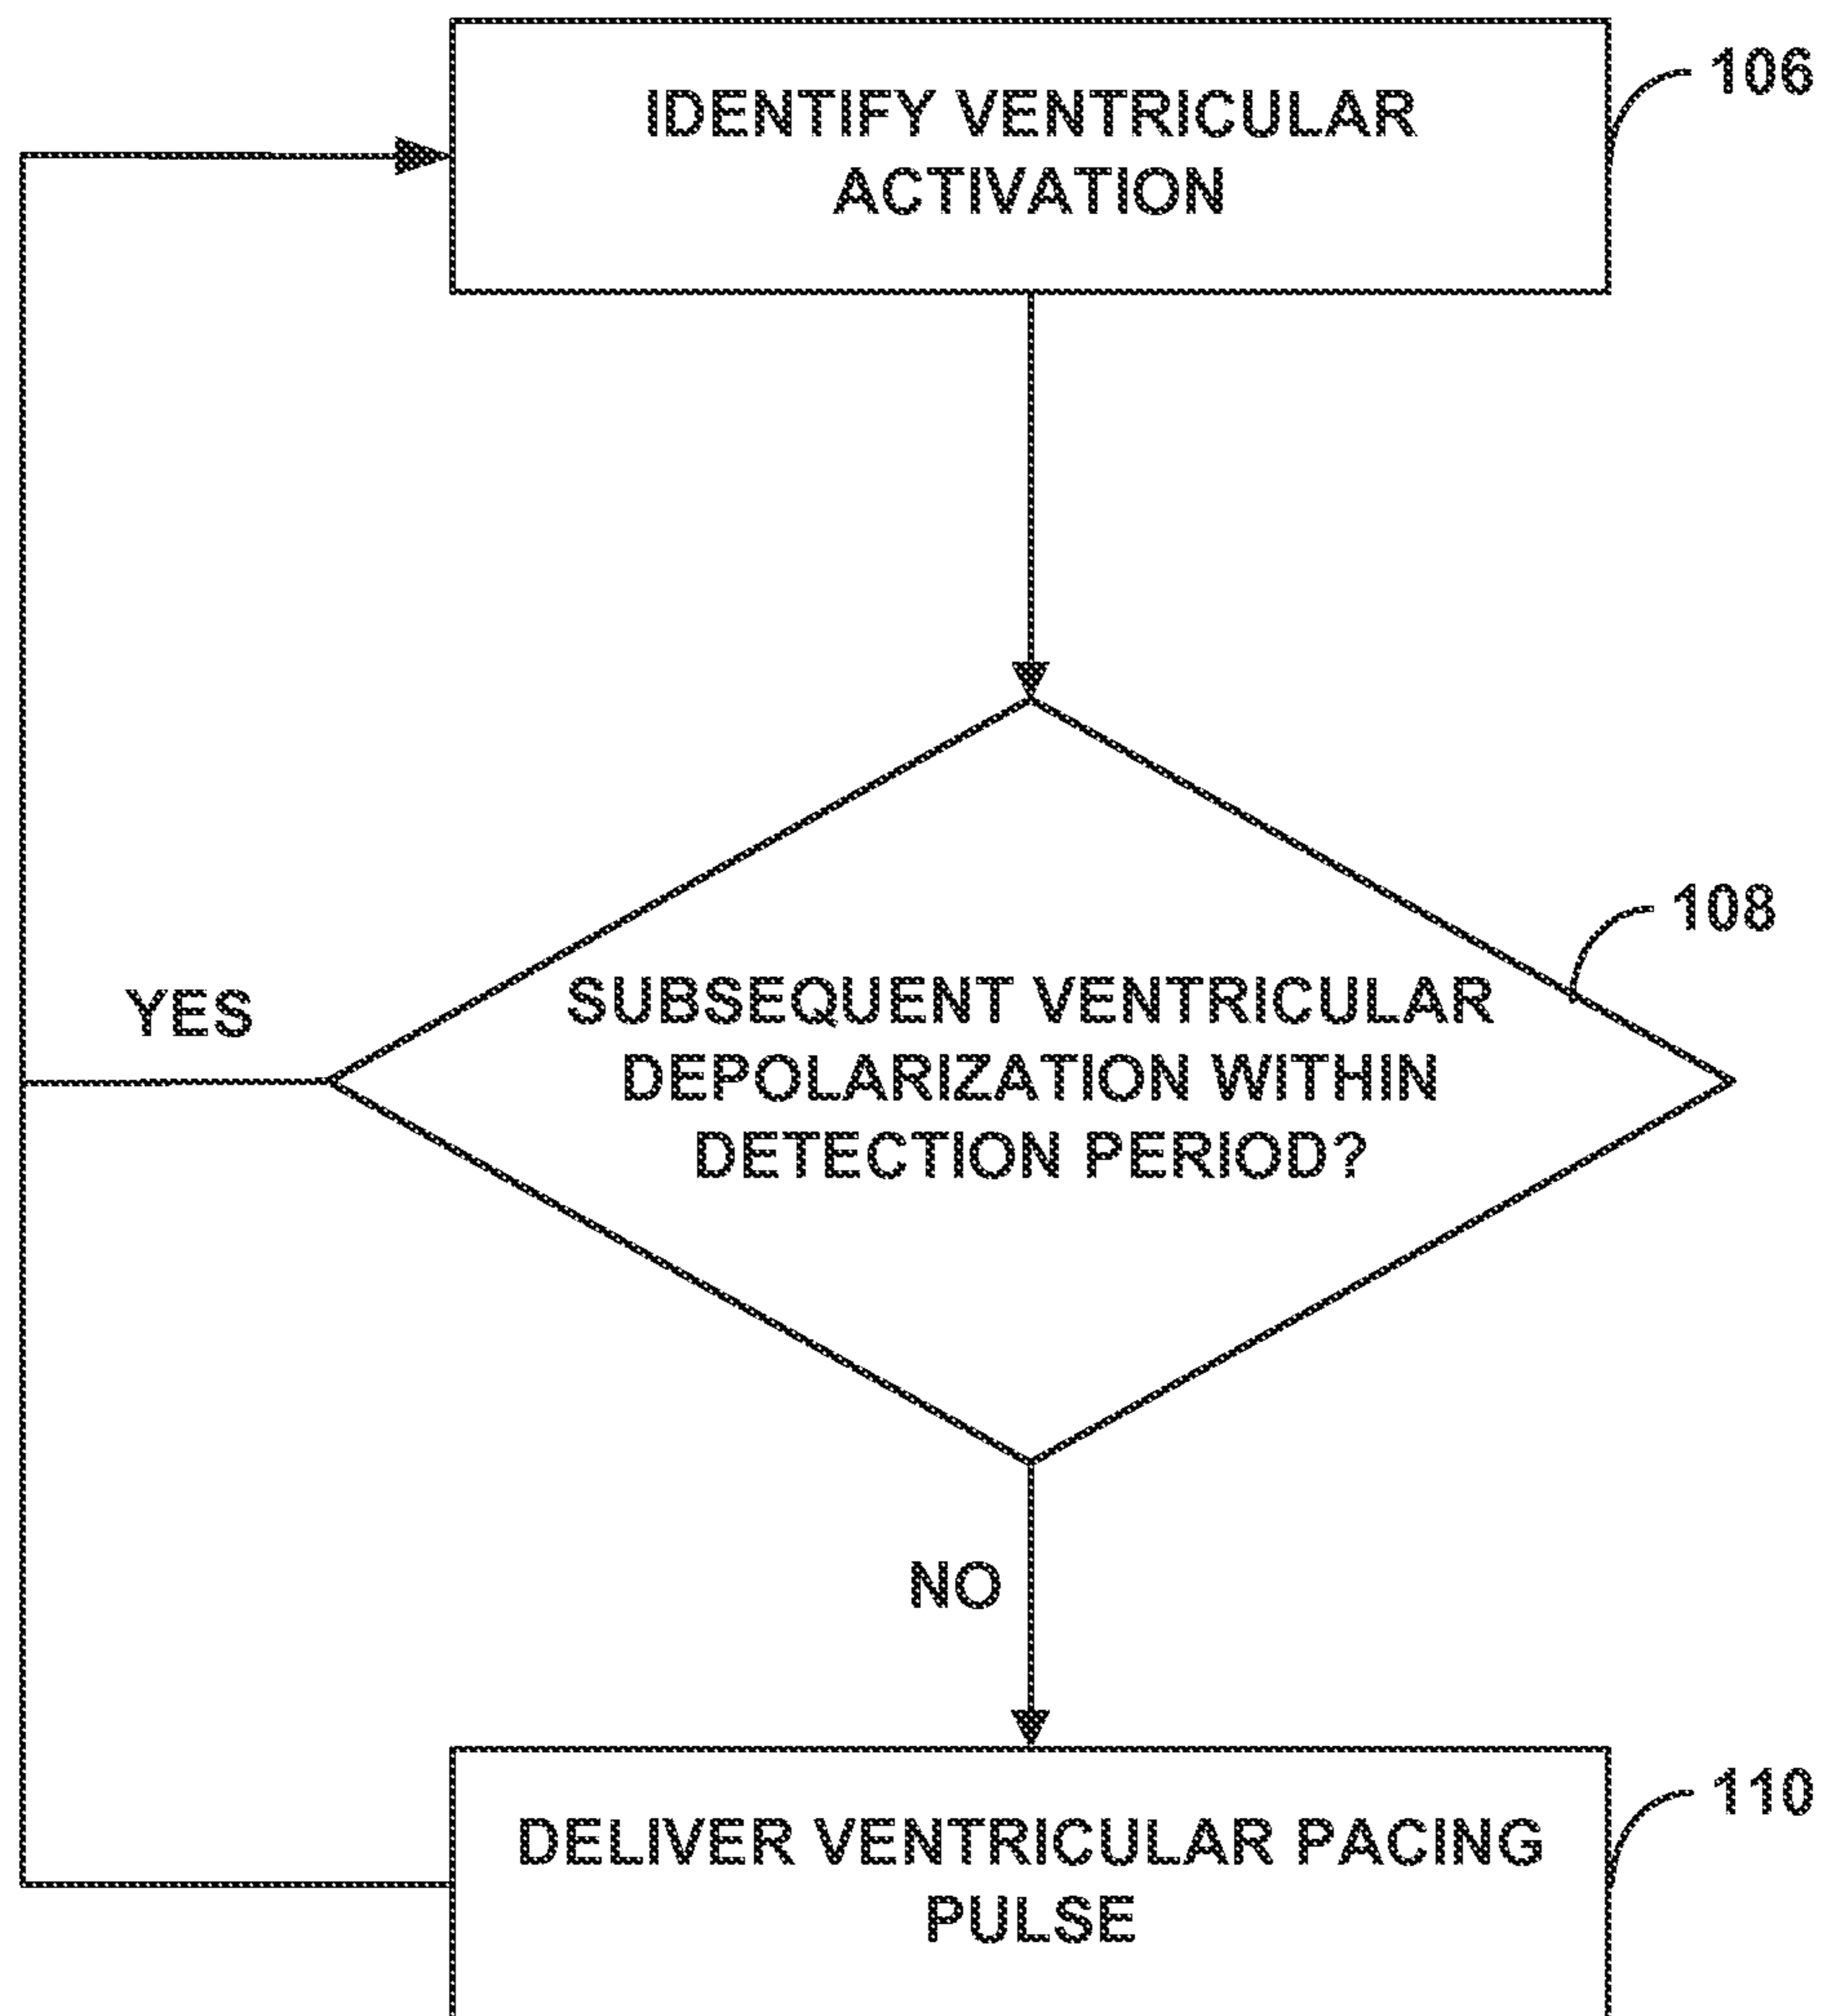 IDENTIFY VENTRICULAR
ACTIVATION
106
SUBSEQUENT VENTRICULAR
DEPOLARIZATION WITHIN
DETECTION PERIOD?
108
YES
NO
DELIVER VENTRICULAR PACING
PULSE
110